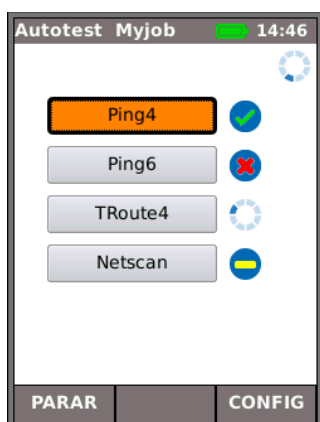 Autotest Myjob 14:46
Ping4
Ping6
TRoute4
Netscan
PARAR CONFIG